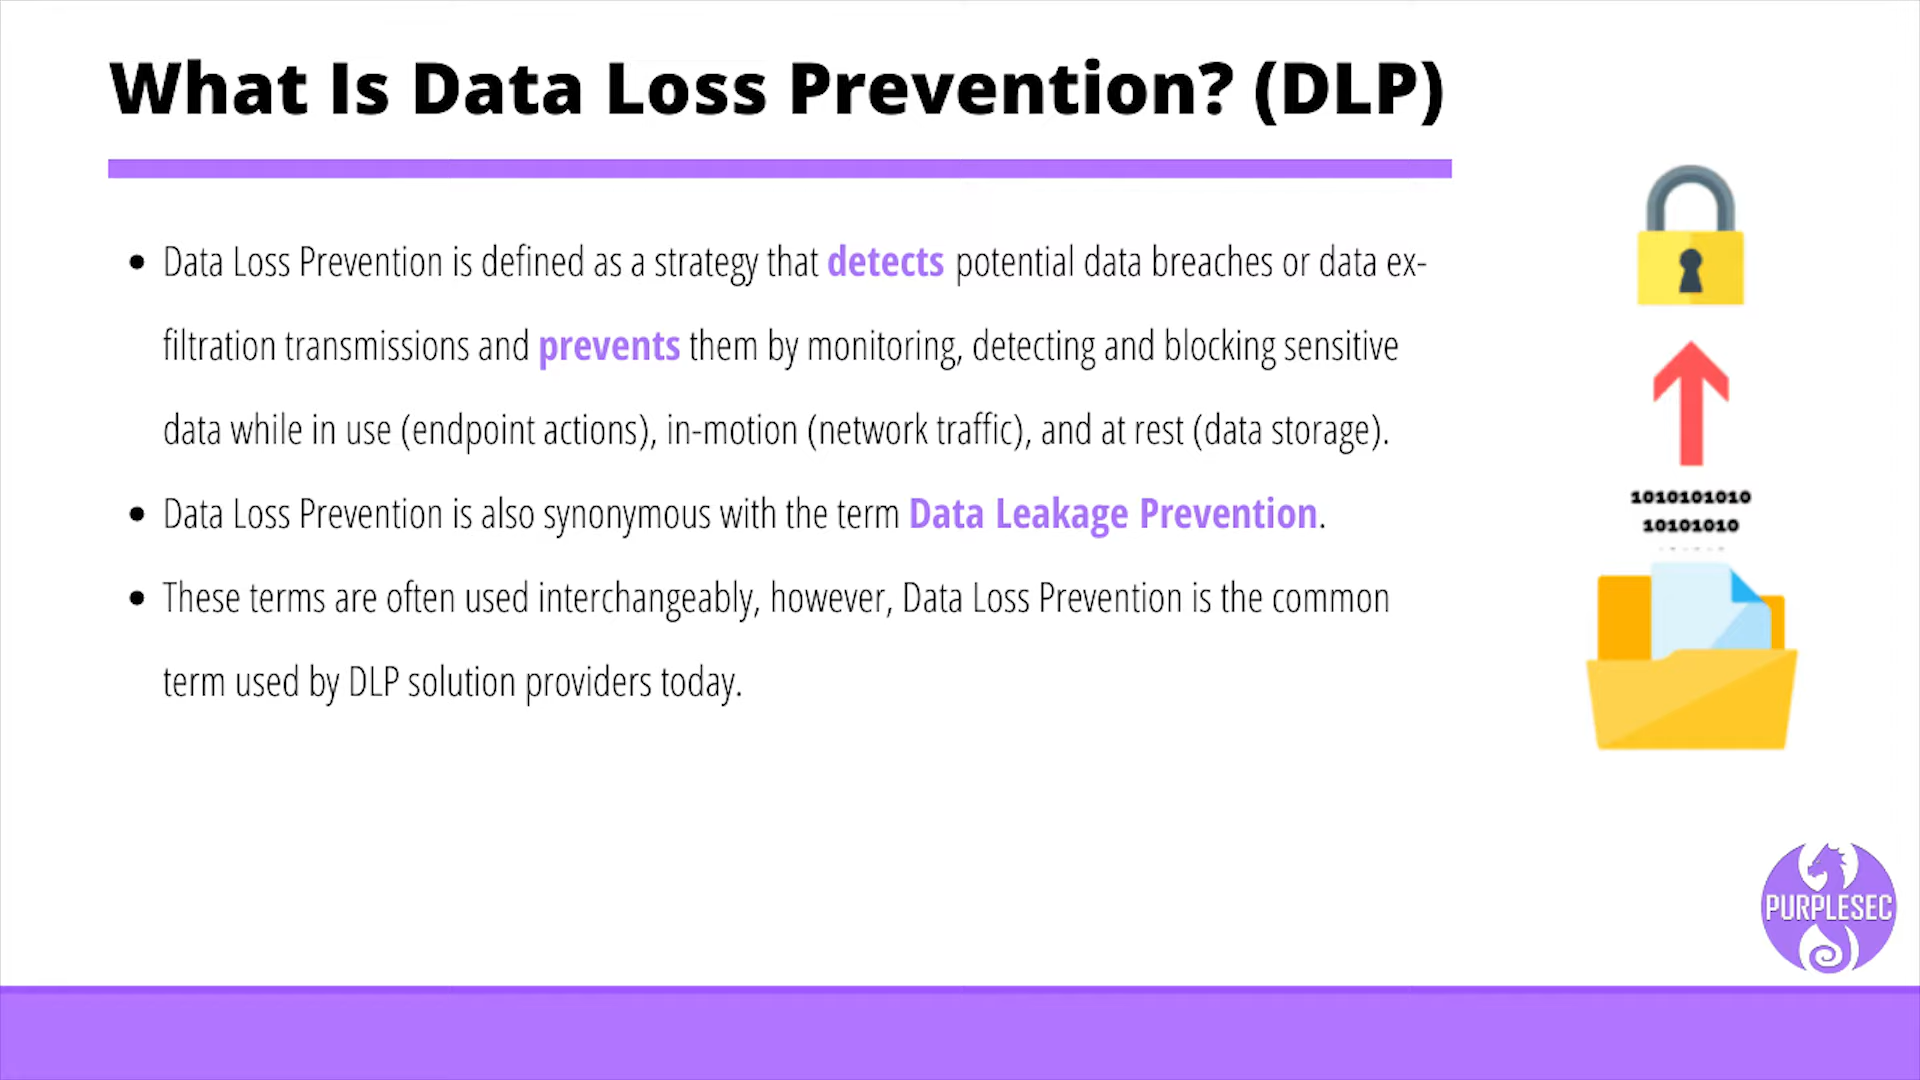 What Is Data Loss Prevention? (DLP)
• Data Loss Prevention is defined as a strategy that detects potential data breaches or data ex-
filtration transmissions and prevents them by monitoring, detecting and blocking sensitive
data while in use (endpoint actions), in-motion (network traffic), and at rest (data storage).
• Data Loss Prevention is also synonymous with the term Data Leakage Prevention.
• These terms are often used interchangeably, however, Data Loss Prevention is the common
term used by DLP solution providers today.
1010101010
10101010
PURPLESEC